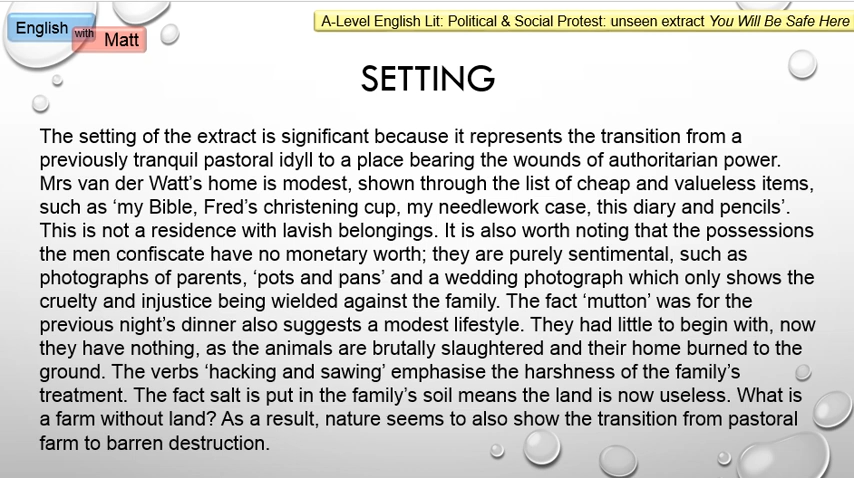 English with Matt
A-Level English Lit: Political & Social Protest: unseen extract You Will Be Safe Here
SETTING
The setting of the extract is significant because it represents the transition from a
previously tranquil pastoral idyll to a place bearing the wounds of authoritarian power.
Mrs van der Watt’s home is modest, shown through the list of cheap and valueless items,
such as ‘my Bible, Fred’s christening cup, my needlework case, this diary and pencils’.
This is not a residence with lavish belongings. It is also worth noting that the possessions
the men confiscate have no monetary worth; they are purely sentimental, such as
photographs of parents, ‘pots and pans’ and a wedding photograph which only shows the
cruelty and injustice being wielded against the family. The fact ‘mutton’ was for the
previous night’s dinner also suggests a modest lifestyle. They had little to begin with, now
they have nothing, as the animals are brutally slaughtered and their home burned to the
ground. The verbs ‘hacking and sawing’ emphasise the harshness of the family’s
treatment. The fact salt is put in the family’s soil means the land is now useless. What is
a farm without land? As a result, nature seems to also show the transition from pastoral
farm to barren destruction.